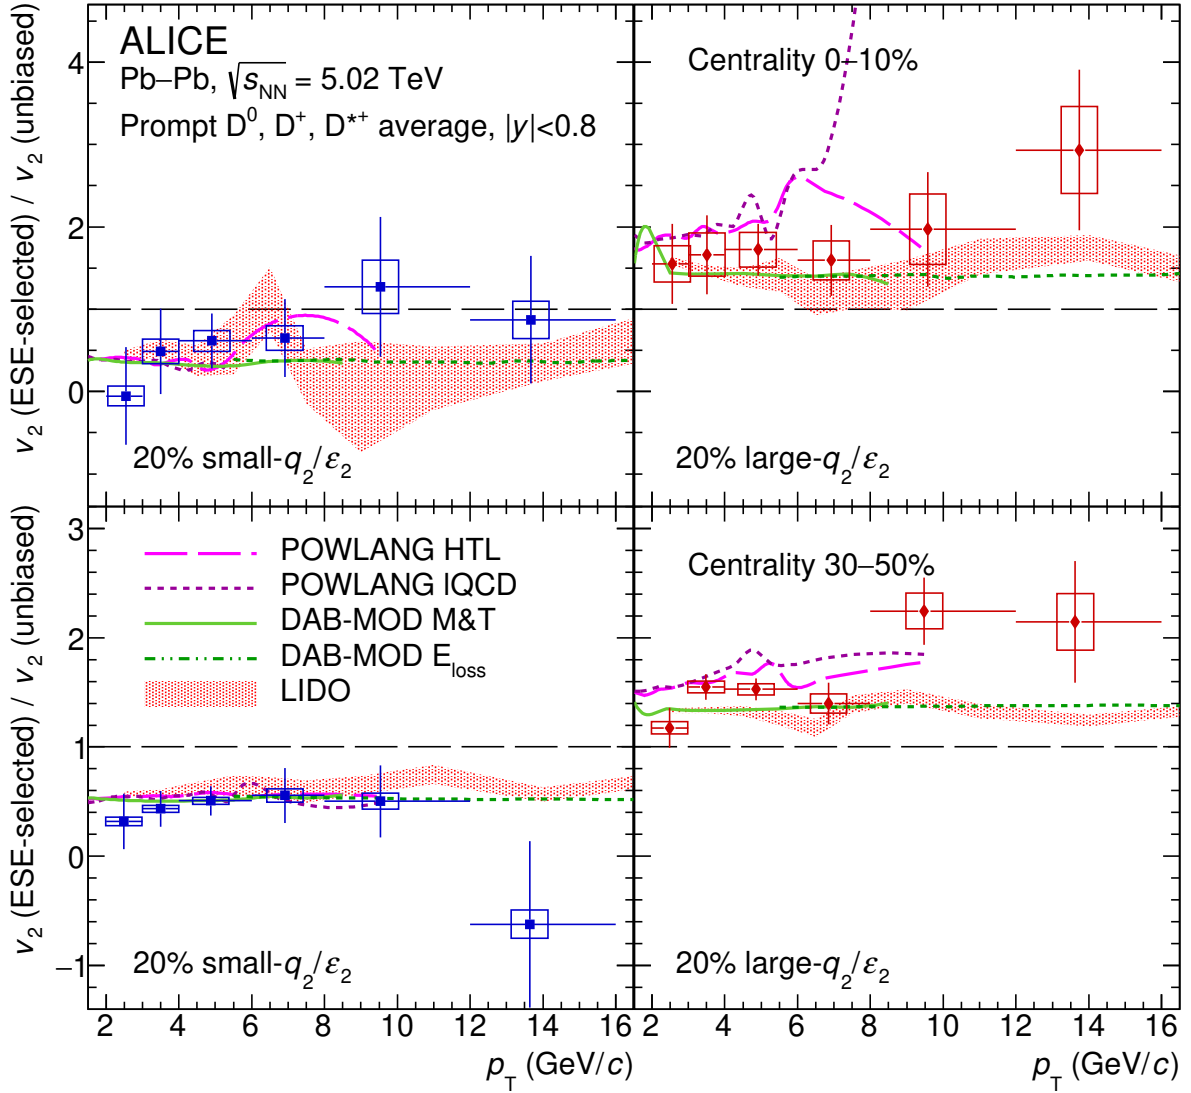 ALICE
Pb–Pb, √s_NN = 5.02 TeV
Prompt D⁰, D⁺, D*⁺ average, |y|<0.8
Centrality 0–10%
v₂ (ESE-selected) / v₂ (unbiased)
4
2
0
20% small-q₂/ε₂
20% large-q₂/ε₂
v₂ (ESE-selected) / v₂ (unbiased)
3
2
1
0
−1
POWLANG HTL
POWLANG lQCD
DAB-MOD M&T
DAB-MOD E_loss
LIDO
Centrality 30–50%
20% small-q₂/ε₂
20% large-q₂/ε₂
2 4 6 8 10 12 14 16
2 4 6 8 10 12 14 16
p_T (GeV/c)
p_T (GeV/c)